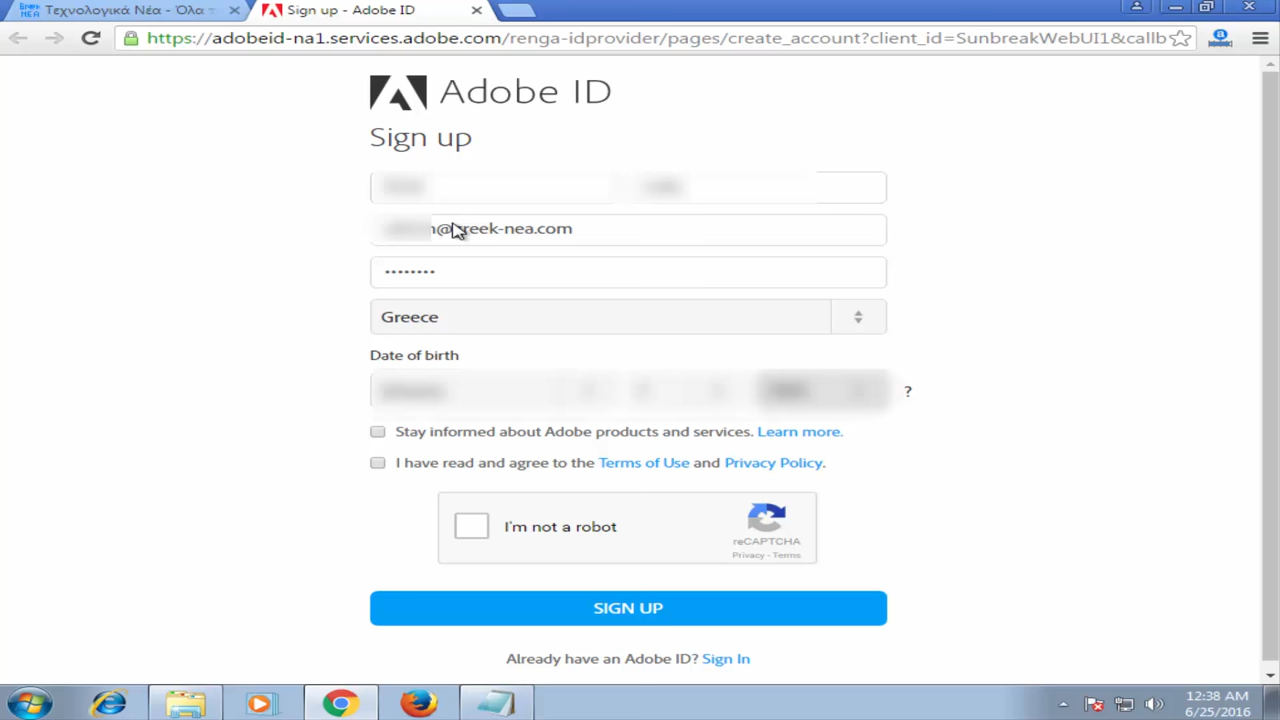 Τεχνολογικά Νέα - Όλα τ
Sign up - Adobe ID
https://adobeid-na1.services.adobe.com/renga-idprovider/pages/create_account?client_id=SunbreakWebUI1&callb
Adobe ID
Sign up
@greek-nea.com
••••••••
Greece
Date of birth
?
Stay informed about Adobe products and services. Learn more.
I have read and agree to the Terms of Use and Privacy Policy.
I'm not a robot
reCAPTCHA
Privacy - Terms
SIGN UP
Already have an Adobe ID? Sign In
12:38 AM
6/25/2016